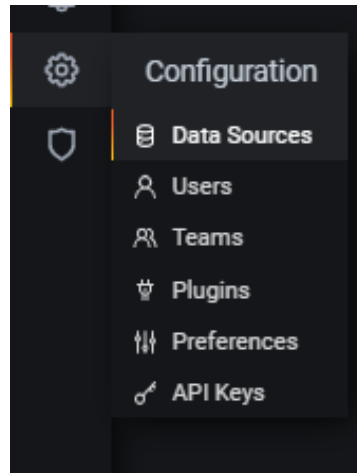 Configuration
Data Sources
Users
Teams
Plugins
Preferences
API Keys